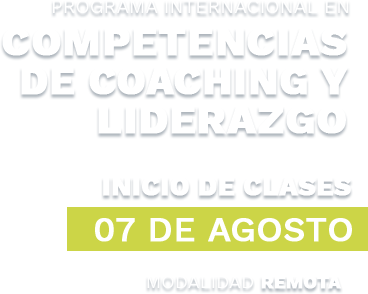 PROGRAMA INTERNACIONAL EN
COMPETENCIAS
DE COACHING Y
LIDERAZGO
INICIO DE CLASES
07 DE AGOSTO
MODALIDAD REMOTA